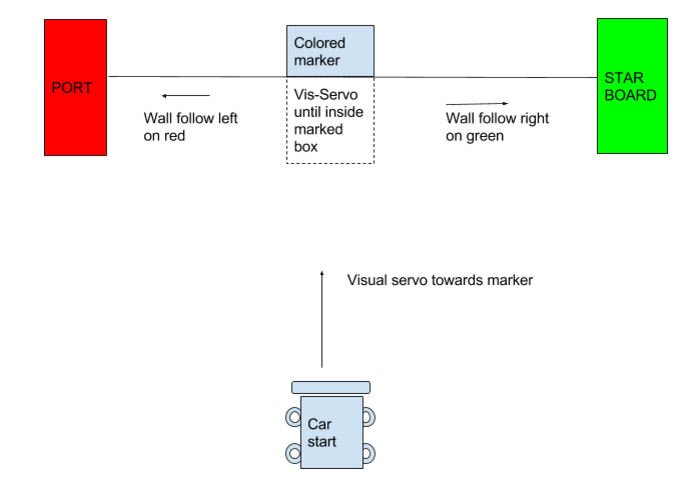 PORT
Colored
marker
STAR
BOARD
Vis-Servo
until inside
marked
box
Wall follow left
on red
Wall follow right
on green
Visual servo towards marker
Car
start